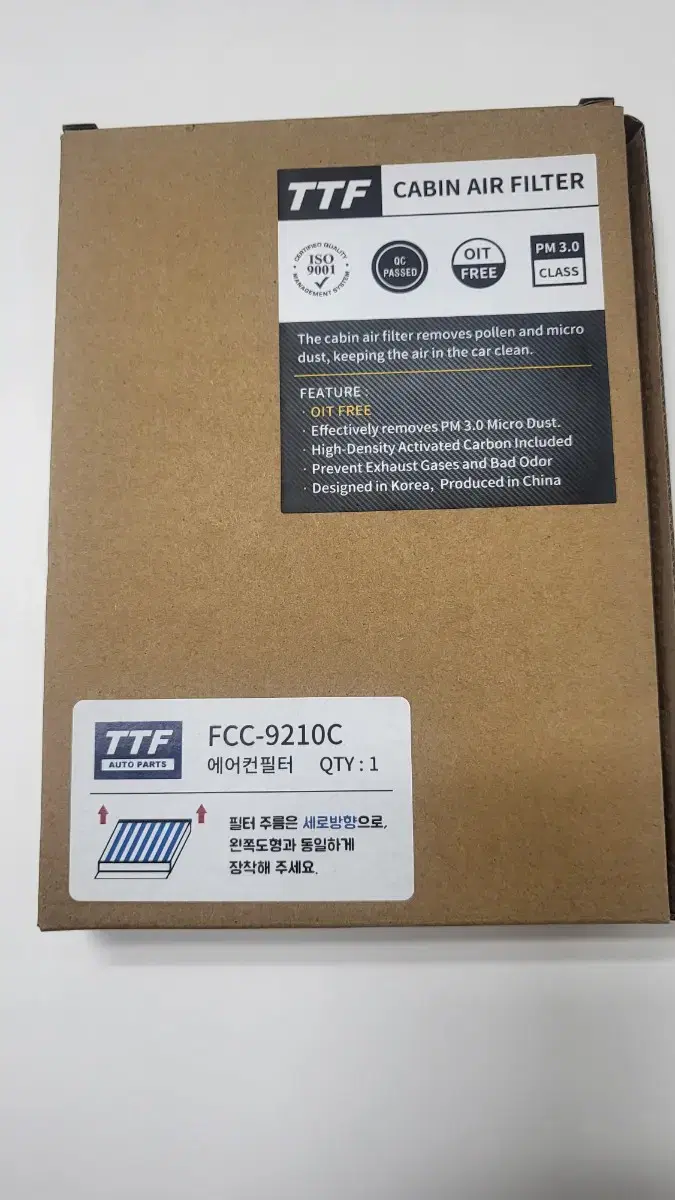 TTF CABIN AIR FILTER
CERTIFIED QUALITY
ISO
9001
MANAGEMENT SYSTEM
QC
PASSED
OIT
FREE
PM 3.0
CLASS
The cabin air filter removes pollen and micro
dust, keeping the air in the car clean.
FEATURE :
· OIT FREE
· Effectively removes PM 3.0 Micro Dust.
· High-Density Activated Carbon Included
· Prevent Exhaust Gases and Bad Odor
· Designed in Korea, Produced in China
TTF
AUTO PARTS
FCC-9210C
에어컨필터 QTY : 1
필터 주름은 세로방향으로,
왼쪽도형과 동일하게
장착해 주세요.